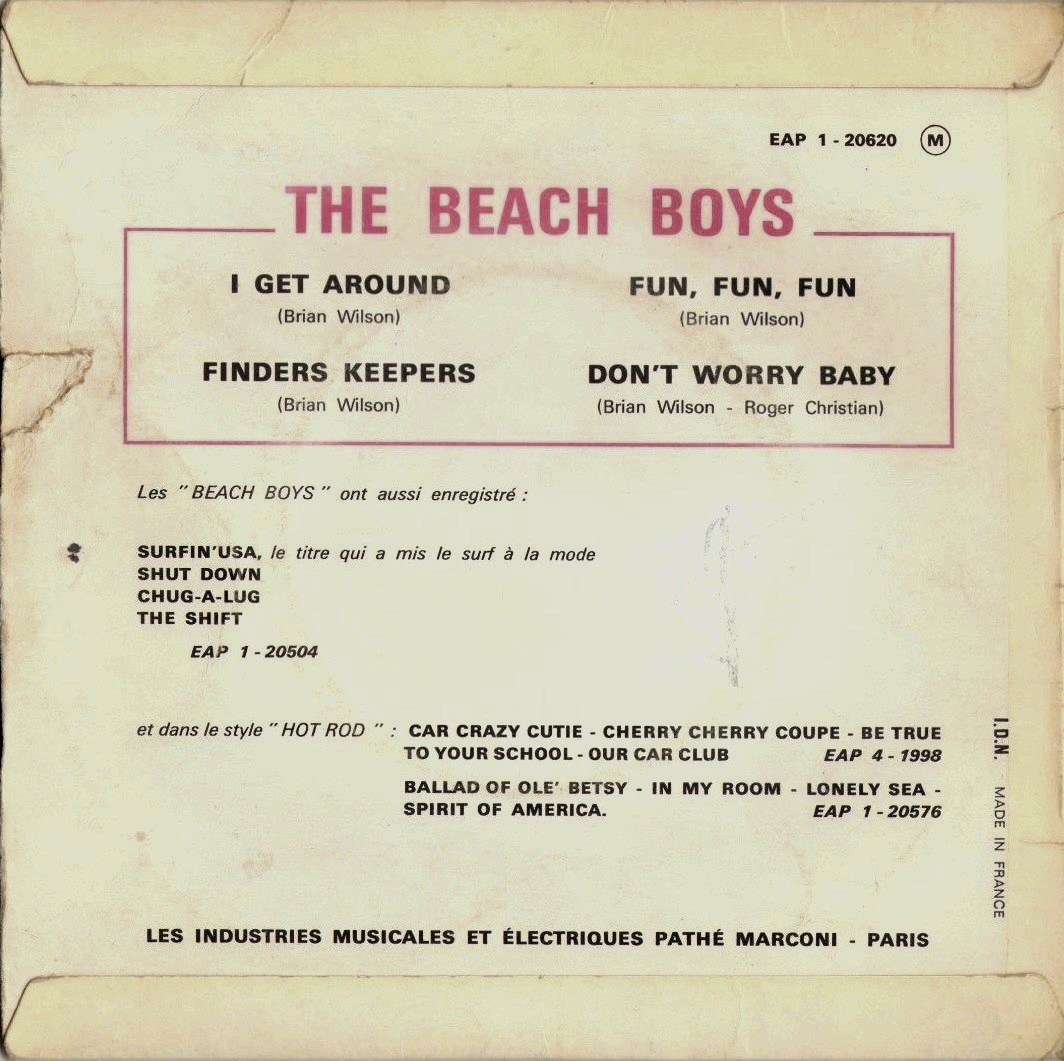 EAP 1 - 20620 M
THE BEACH BOYS
I GET AROUND
(Brian Wilson)
FINDERS KEEPERS
(Brian Wilson)
FUN, FUN, FUN
(Brian Wilson)
DON'T WORRY BABY
(Brian Wilson - Roger Christian)
Les "BEACH BOYS" ont aussi enregistré :
SURFIN'USA, le titre qui a mis le surf à la mode
SHUT DOWN
CHUG-A-LUG
THE SHIFT
EAP 1 - 20504
et dans le style "HOT ROD" : CAR CRAZY CUTIE - CHERRY CHERRY COUPE - BE TRUE
TO YOUR SCHOOL - OUR CAR CLUB EAP 4 - 1998
BALLAD OF OLE' BETSY - IN MY ROOM - LONELY SEA -
SPIRIT OF AMERICA. EAP 1 - 20576
I.D.N. MADE IN FRANCE
LES INDUSTRIES MUSICALES ET ÉLECTRIQUES PATHÉ MARCONI - PARIS